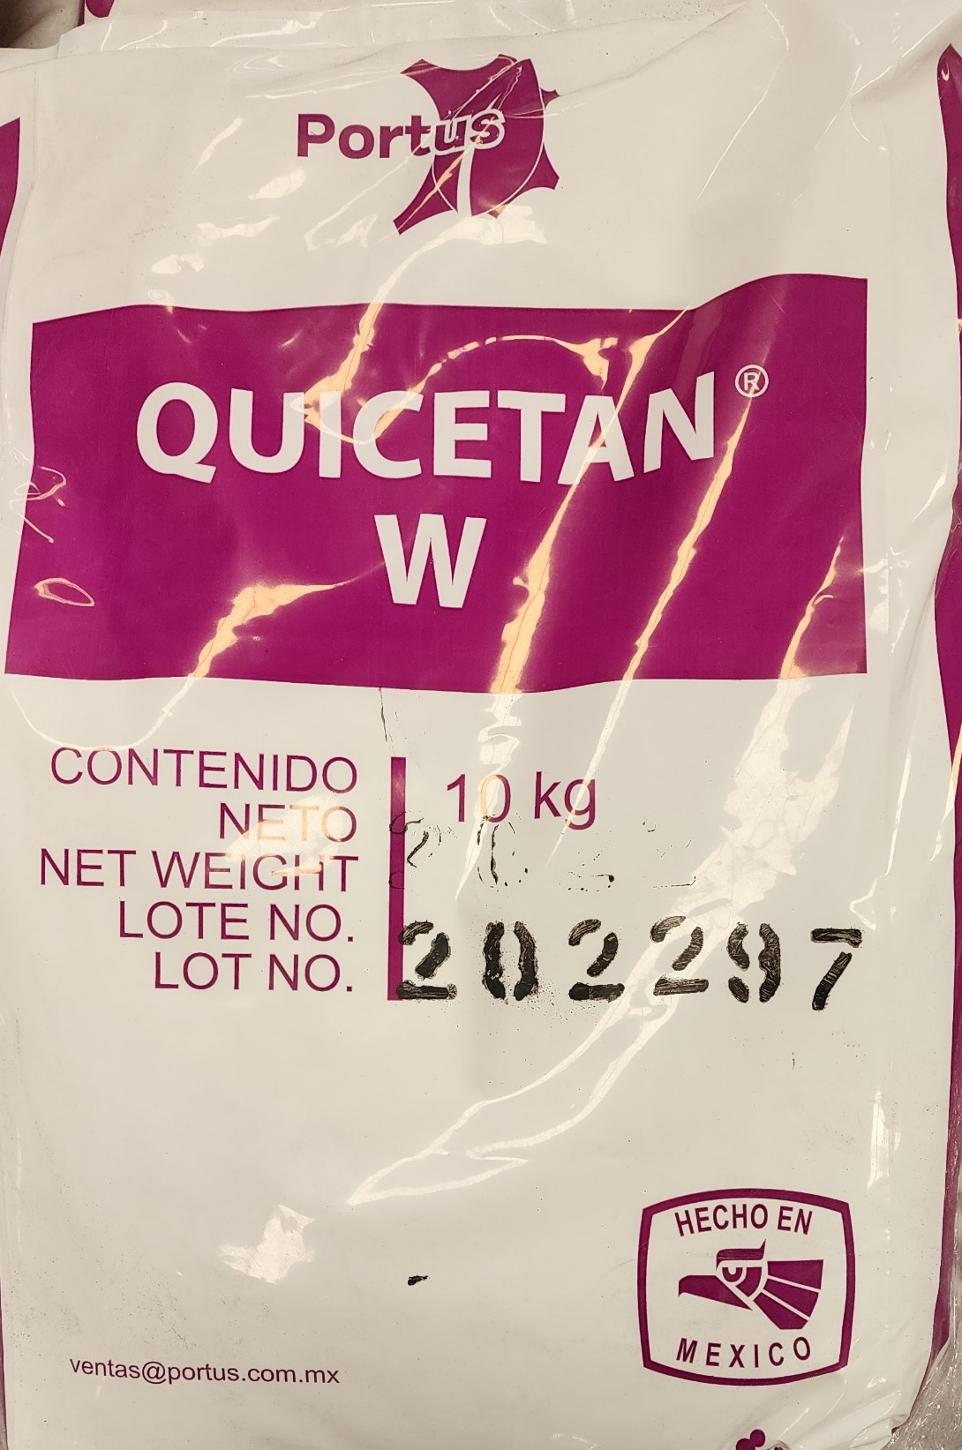 Portus
QUICETAN®
W
CONTENIDO
NETO
NET WEIGHT
10 kg
LOTE NO.
LOT NO.
202297
HECHO EN
MEXICO
ventas@portus.com.mx